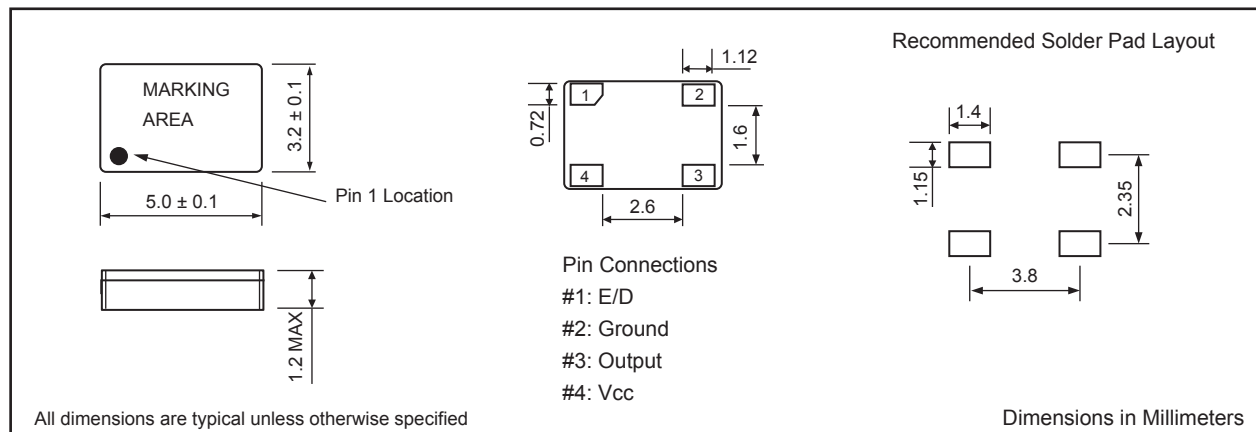 Recommended Solder Pad Layout
MARKING
AREA
3.2 ± 0.1
Pin 1 Location
5.0 ± 0.1
1.2 MAX
All dimensions are typical unless otherwise specified
1.12
1
2
0.72
1.6
4
3
2.6
Pin Connections
#1: E/D
#2: Ground
#3: Output
#4: Vcc
1.4
1.15
2.35
3.8
Dimensions in Millimeters